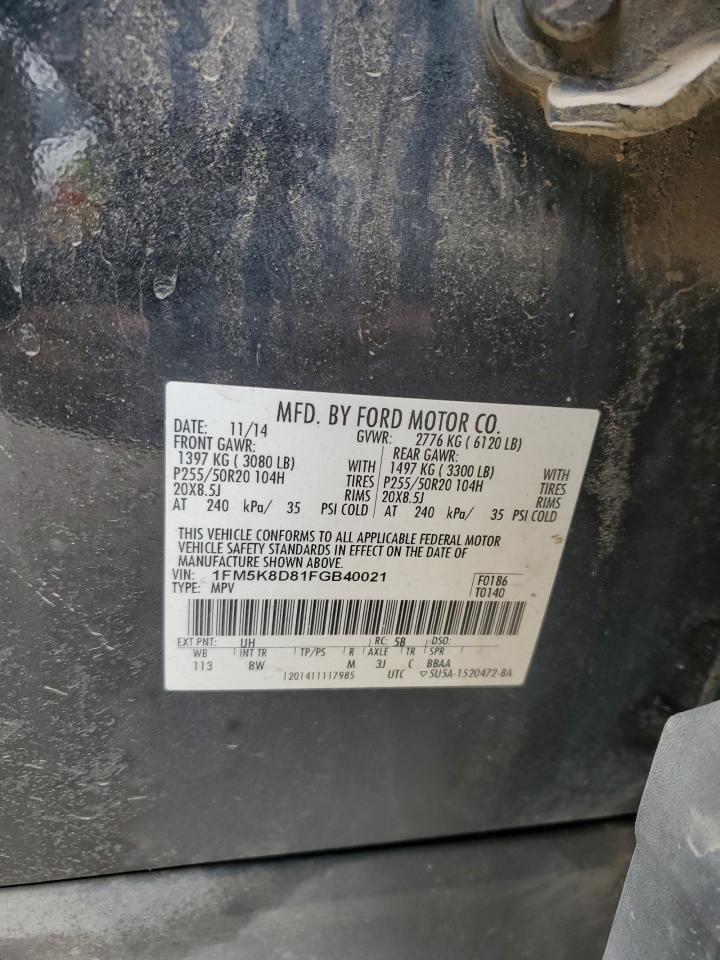 MFD. BY FORD MOTOR CO.
DATE: 11/14 GVWR: 2776 KG ( 6120 LB)
FRONT GAWR: REAR GAWR:
1397 KG ( 3080 LB) WITH 1497 KG ( 3300 LB) WITH
P255/50R20 104H TIRES P255/50R20 104H TIRES
20X8.5J RIMS 20X8.5J RIMS
AT 240 kPa/ 35 PSI COLD AT 240 kPa/ 35 PSI COLD
THIS VEHICLE CONFORMS TO ALL APPLICABLE FEDERAL MOTOR
VEHICLE SAFETY STANDARDS IN EFFECT ON THE DATE OF
MANUFACTURE SHOWN ABOVE.
VIN: 1FM5K8D81FGB40021 F0186
TYPE: MPV T0140
EXT PNT: UH RC: 58 DSO:
WB INT TR TP/PS R AXLE TR SPR
113 BW M 3J C BBAA
1201411117985 UTC ▽5U5A-1520472-BA